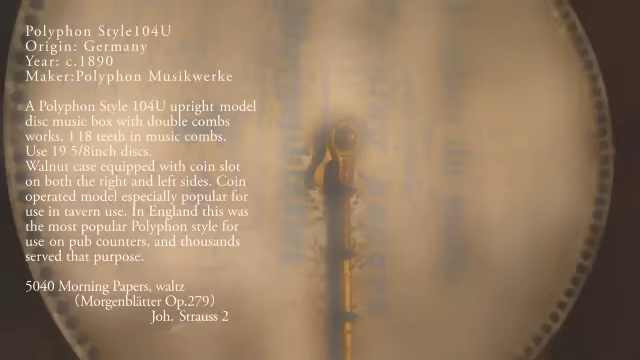 Polyphon Style104U
Origin: Germany
Year: c.1890
Maker:Polyphon Musikwerke
A Polyphon Style 104U upright model
disc music box with double combs
works. 118 teeth in music combs.
Use 19 5/8inch discs.
Walnut case equipped with coin slot
on both the right and left sides. Coin
operated model especially popular for
use in tavern use. In England this was
the most popular Polyphon style for
use on pub counters, and thousands
served that purpose.
5040 Morning Papers, waltz
(Morgenblätter Op.279)
Joh. Strauss 2